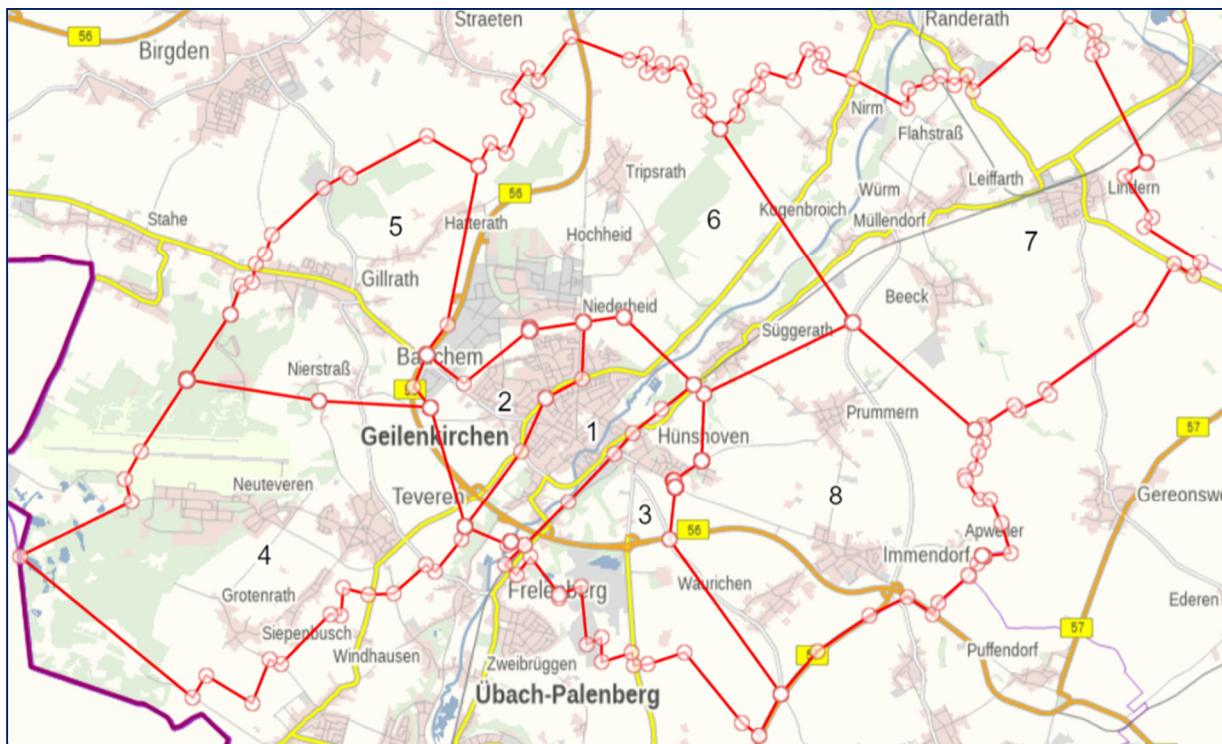 Straeten
Randerath
56
Birgden
Nirm
Flahstraß
Tripsrath
Leiffarth
56
Würm
Lindern
Kogenbroich
Stahe
5
Hatterath
6
Müllendorf
Hochheid
7
Gillrath
Beeck
Niederheid
Süggerath
Bauchem
Nierstraß
2
Prummern
Geilenkirchen
1
Hünshoven
57
Neuteveren
Teveren
8
Gereonswe
3
56
Apweiler
4
Immendorf
Waurichen
Grotenrath
Frelenberg
Ederen
Siepenbusch
57
Windhausen
Zweibrüggen
Puffendorf
Übach-Palenberg